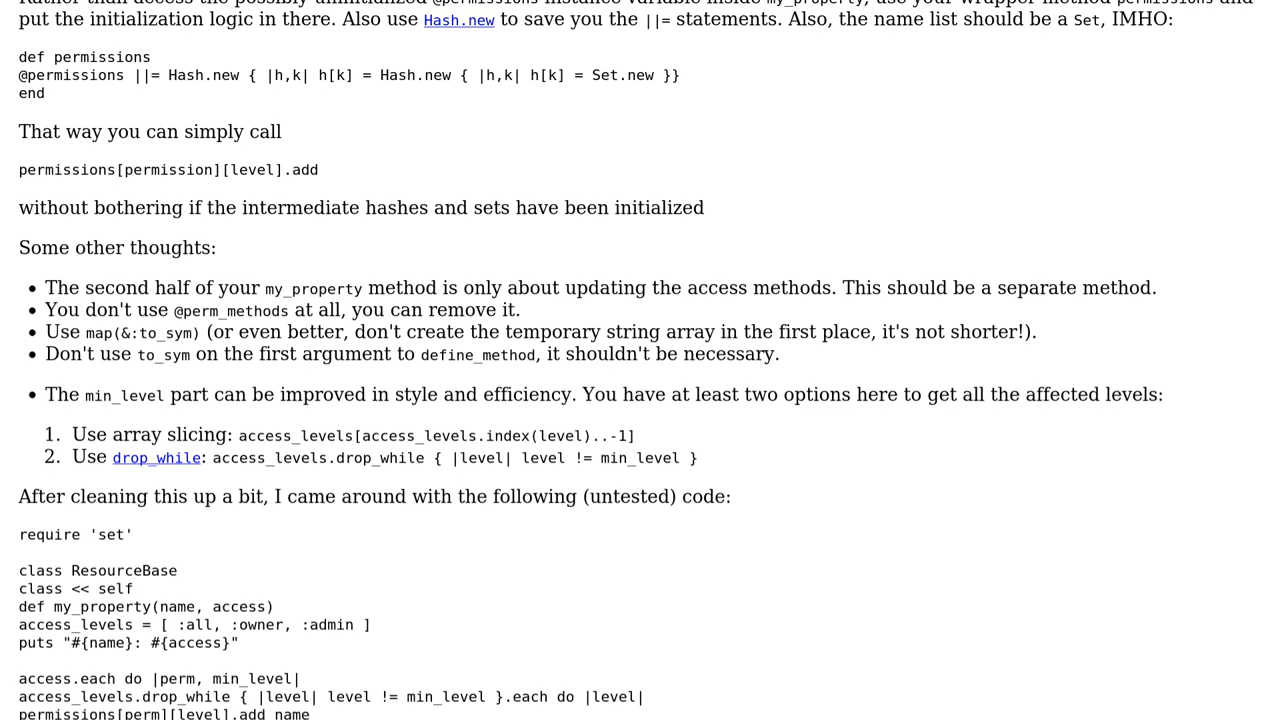 put the initialization logic in there. Also use Hash.new to save you the ||= statements. Also, the name list should be a Set, IMHO:
def permissions
@permissions ||= Hash.new { |h,k| h[k] = Hash.new { |h,k| h[k] = Set.new }}
end
That way you can simply call
permissions[permission][level].add
without bothering if the intermediate hashes and sets have been initialized
Some other thoughts:
• The second half of your my_property method is only about updating the access methods. This should be a separate method.
• You don't use @perm_methods at all, you can remove it.
• Use map(&:to_sym) (or even better, don't create the temporary string array in the first place, it's not shorter!).
• Don't use to_sym on the first argument to define_method, it shouldn't be necessary.
• The min_level part can be improved in style and efficiency. You have at least two options here to get all the affected levels:
1. Use array slicing: access_levels[access_levels.index(level)..-1]
2. Use drop_while: access_levels.drop_while { |level| level != min_level }
After cleaning this up a bit, I came around with the following (untested) code:
require 'set'
class ResourceBase
class << self
def my_property(name, access)
access_levels = [ :all, :owner, :admin ]
puts "#{name}: #{access}"
access.each do |perm, min_level|
access_levels.drop_while { |level| level != min_level }.each do |level|
permissions[perm][level].add name